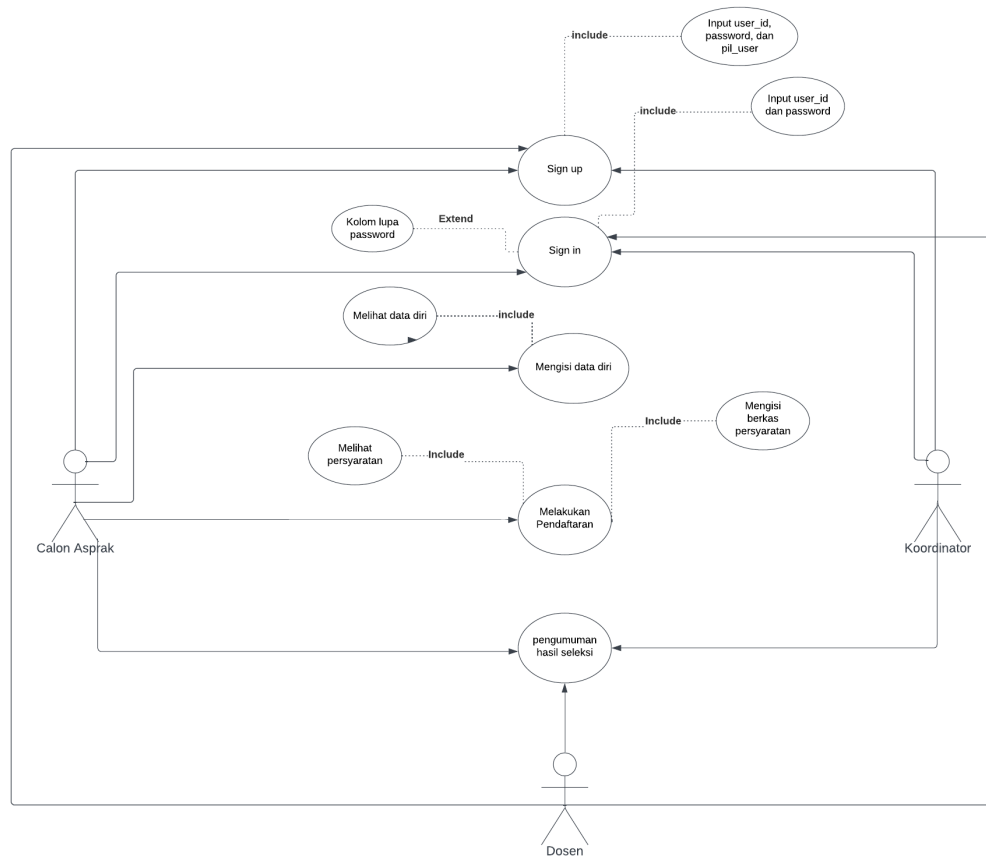 include
Input user_id,
password, dan
pil_user
include
Input user_id
dan password
Sign up
Kolom lupa
password
Extend
Sign in
Melihat data diri
include
Mengisi data diri
Mengisi
berkas
persyaratan
Include
Melihat
persyaratan
Include
Melakukan
Pendaftaran
Calon Asprak
Koordinator
pengumuman
hasil seleksi
Dosen